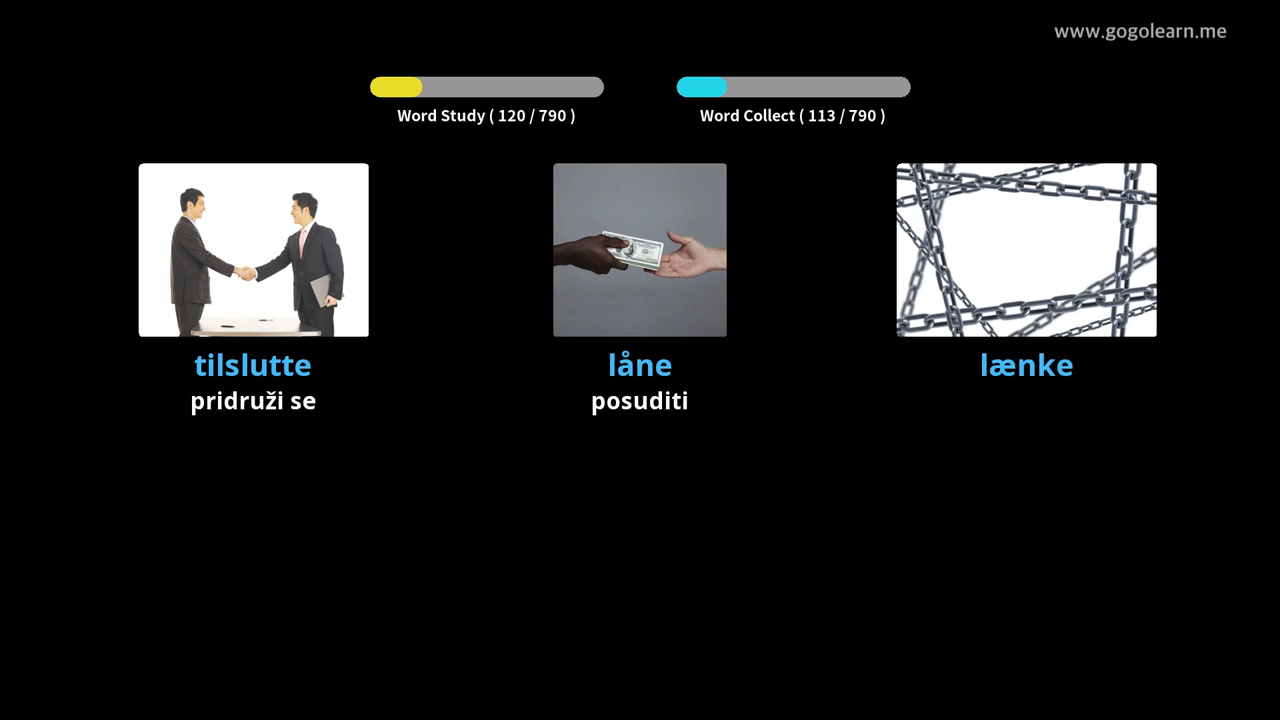 www.gogolearn.me
Word Study ( 120 / 790 )
Word Collect ( 113 / 790 )
tilslutte
låne
lænke
pridruži se
posuditi